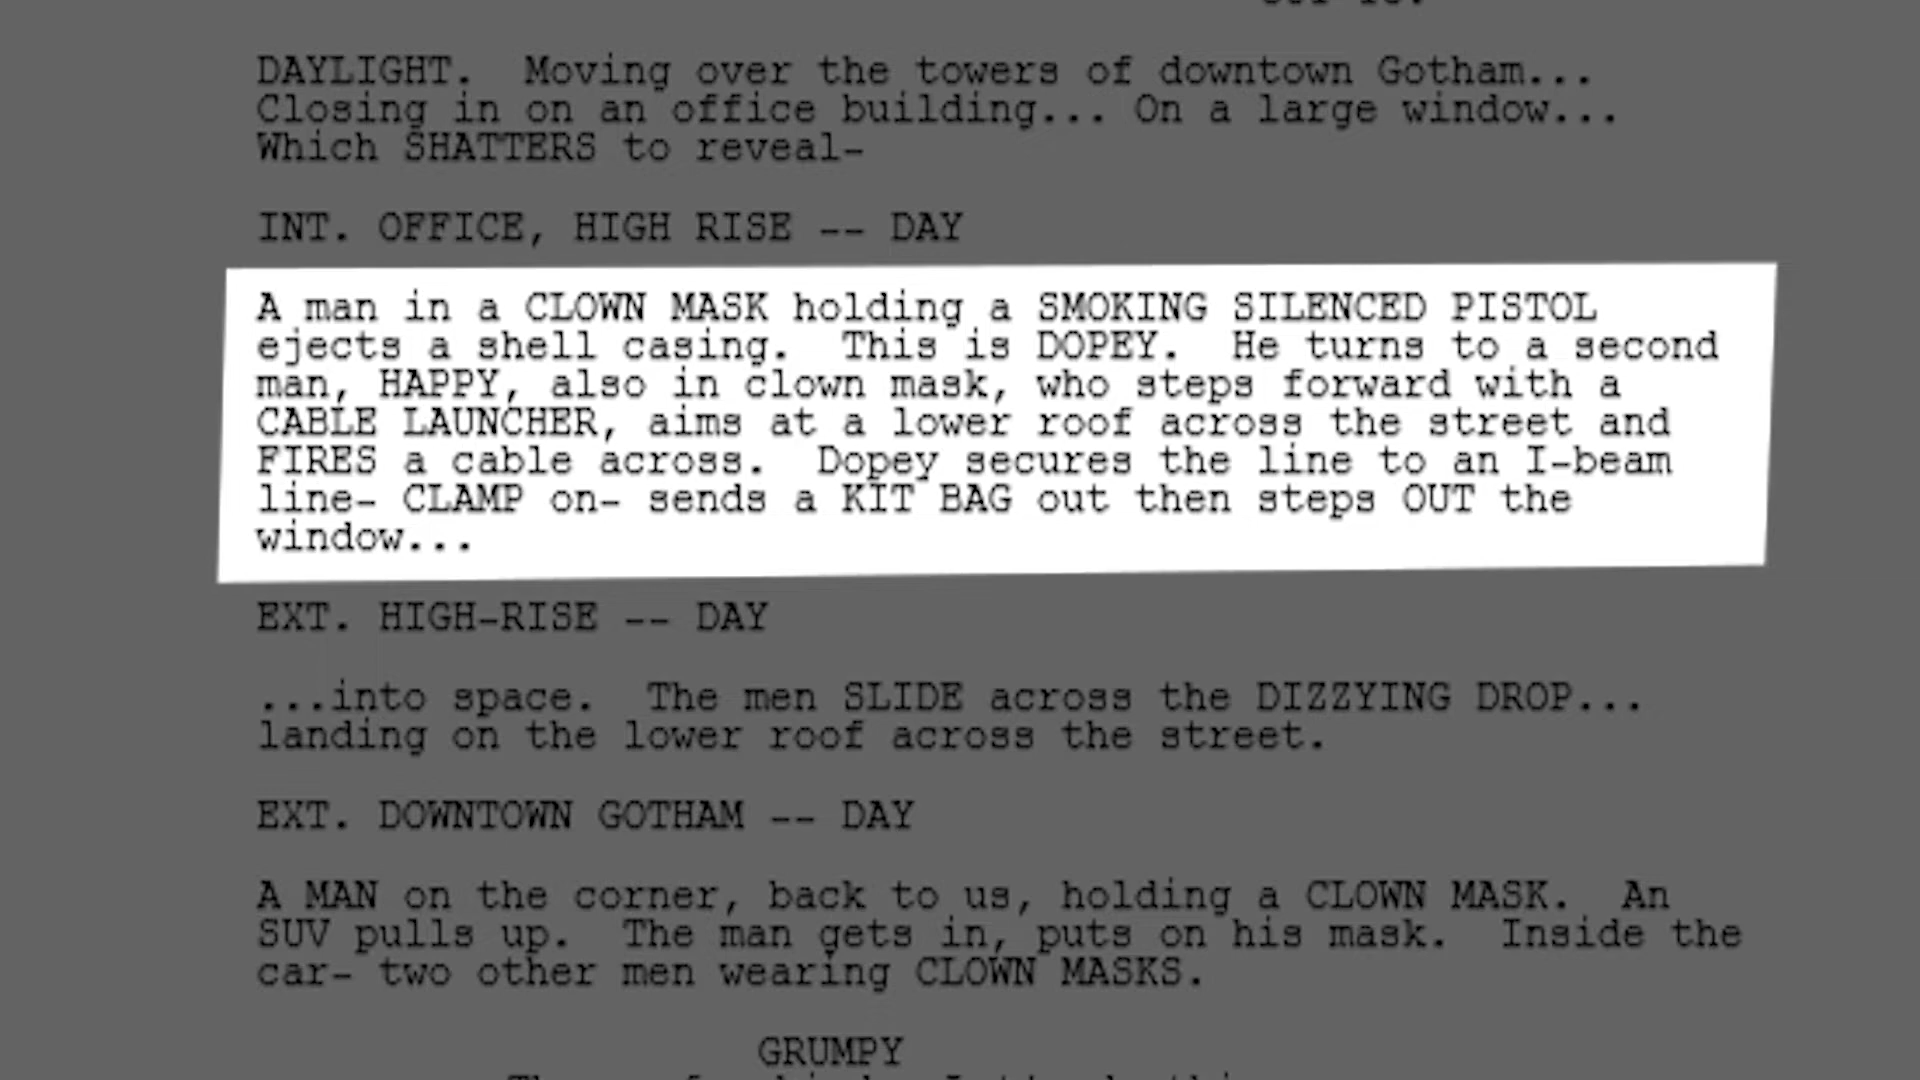 DAYLIGHT.  Moving over the towers of downtown Gotham...
Closing in on an office building... On a large window...
Which SHATTERS to reveal-
INT. OFFICE, HIGH RISE -- DAY
A man in a CLOWN MASK holding a SMOKING SILENCED PISTOL
ejects a shell casing.  This is DOPEY.  He turns to a second
man, HAPPY, also in clown mask, who steps forward with a
CABLE LAUNCHER, aims at a lower roof across the street and
FIRES a cable across.  Dopey secures the line to an I-beam
line- CLAMP on- sends a KIT BAG out then steps OUT the
window...
EXT. HIGH-RISE -- DAY
...into space.  The men SLIDE across the DIZZYING DROP...
landing on the lower roof across the street.
EXT. DOWNTOWN GOTHAM -- DAY
A MAN on the corner, back to us, holding a CLOWN MASK.  An
SUV pulls up.  The man gets in, puts on his mask.  Inside the
car- two other men wearing CLOWN MASKS.
GRUMPY